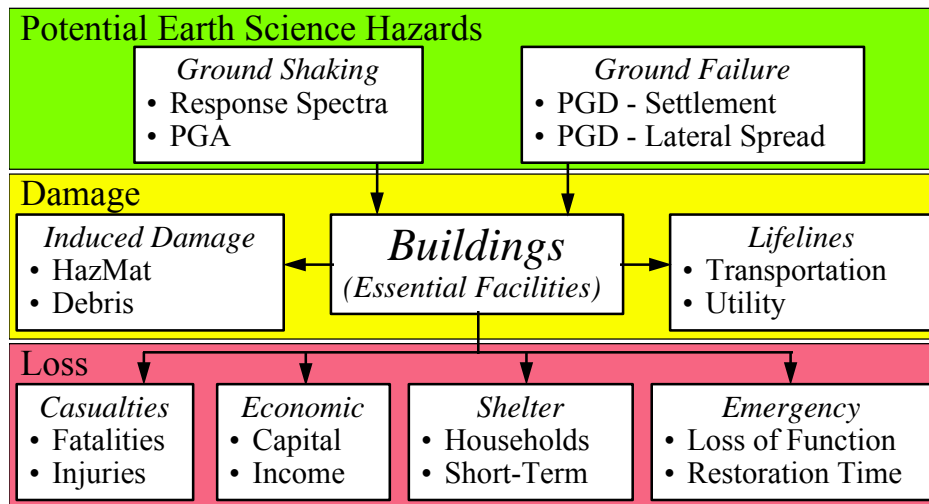 Potential Earth Science Hazards
Ground Shaking
• Response Spectra
• PGA
Ground Failure
• PGD - Settlement
• PGD - Lateral Spread
Damage
Induced Damage
• HazMat
• Debris
Buildings
(Essential Facilities)
Lifelines
• Transportation
• Utility
Loss
Casualties
• Fatalities
• Injuries
Economic
• Capital
• Income
Shelter
• Households
• Short-Term
Emergency
• Loss of Function
• Restoration Time